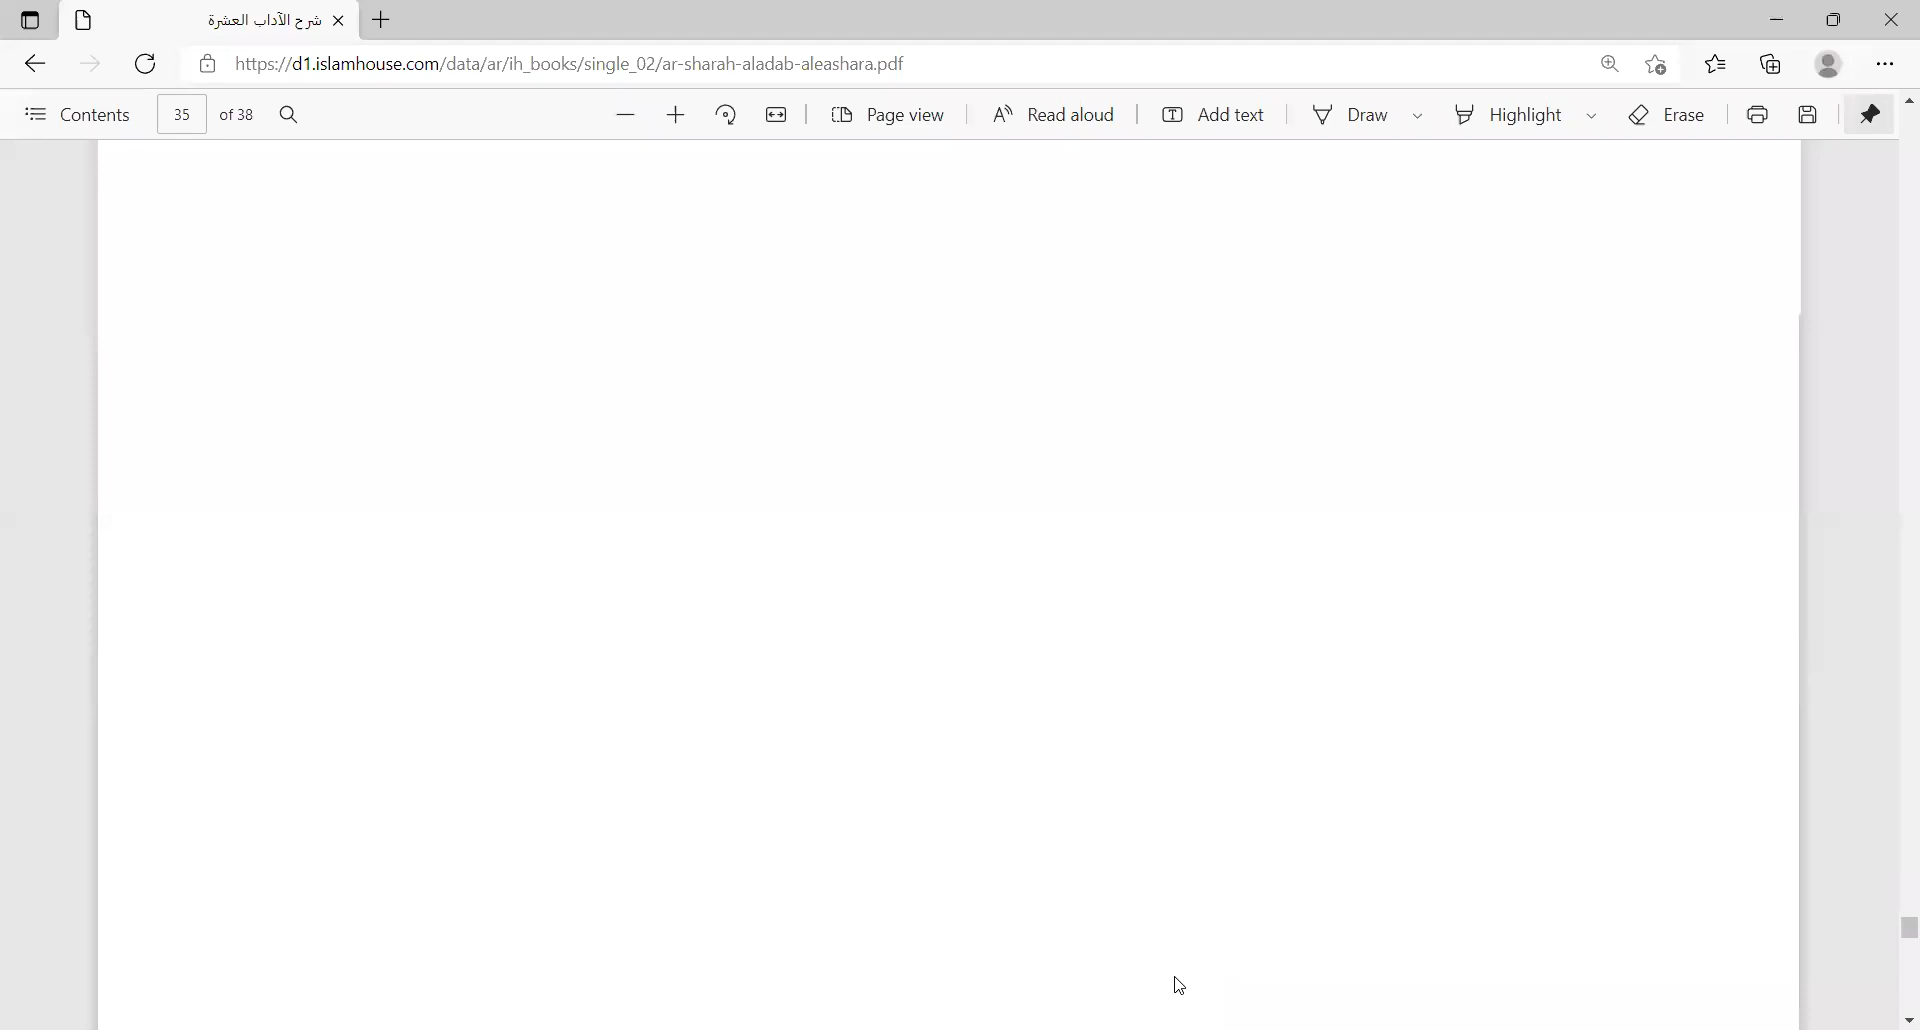 شرح الآداب العشرة
https://d1.islamhouse.com/data/ar/ih_books/single_02/ar-sharah-aladab-aleashara.pdf
Contents 35 of 38 Page view Read aloud Add text Draw Highlight Erase